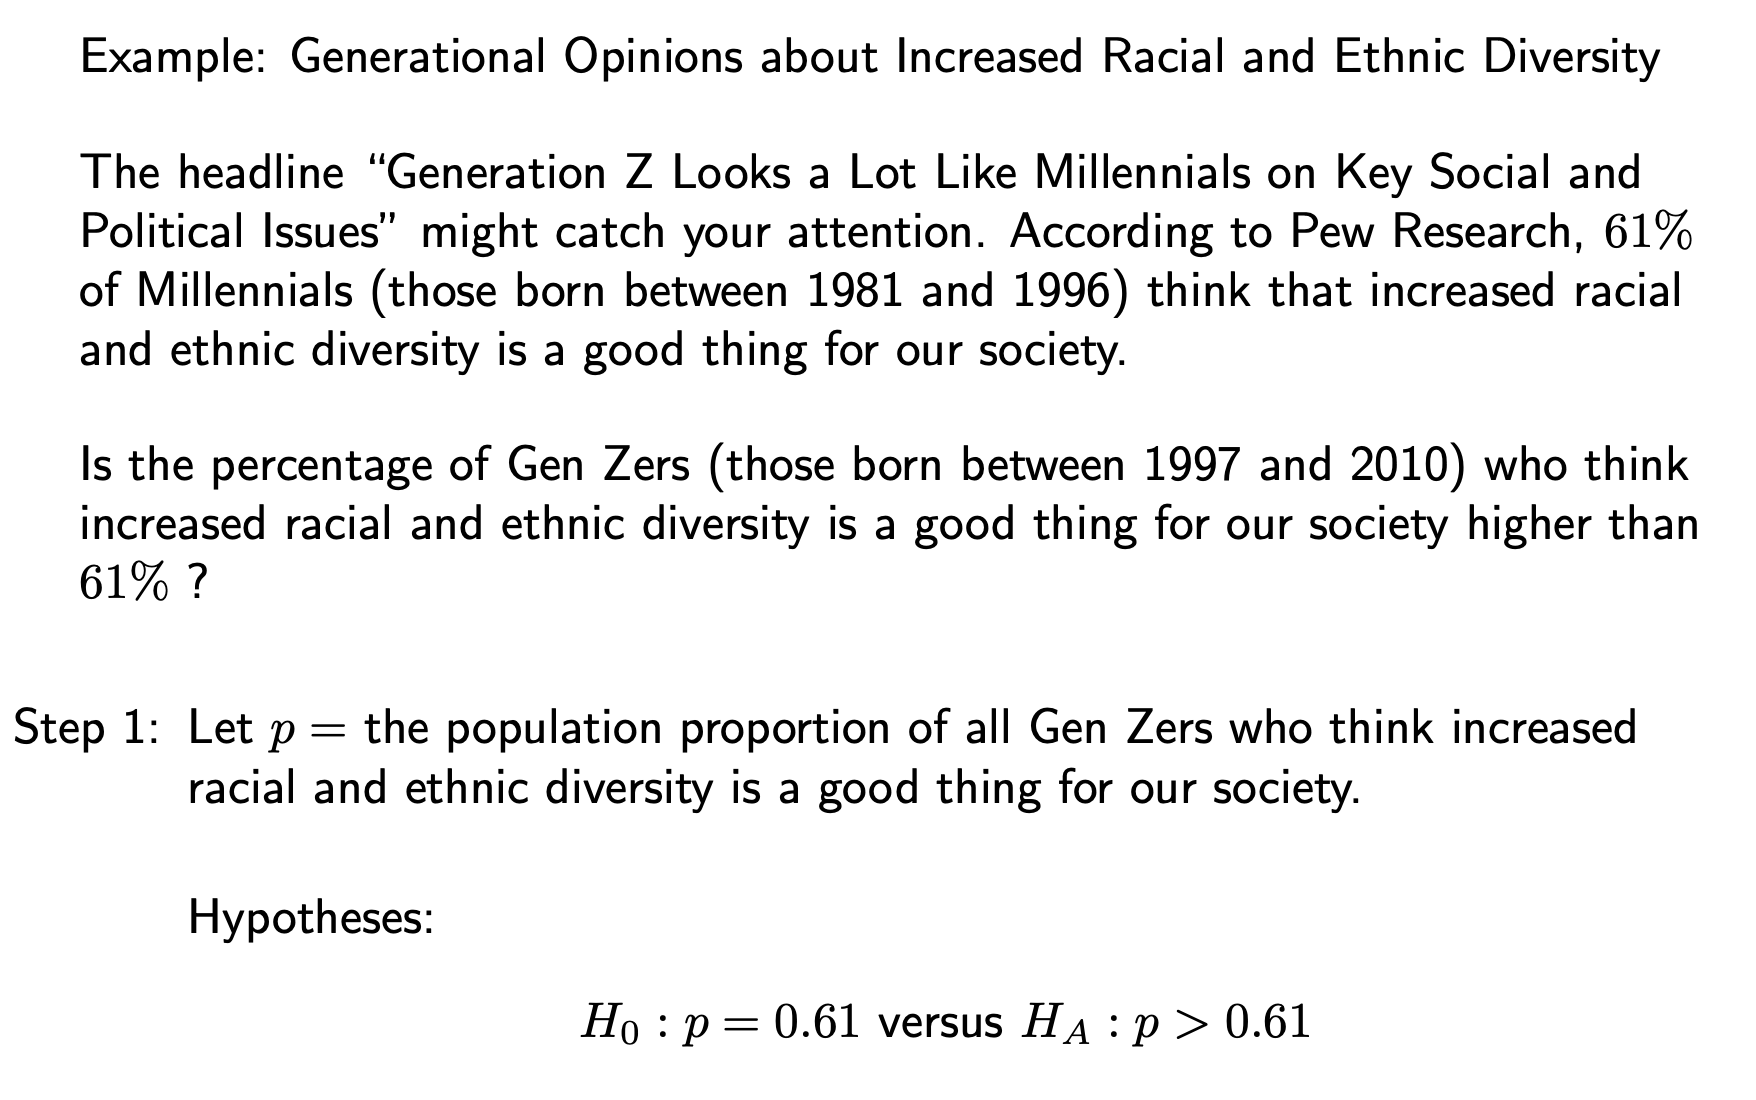 Example: Generational Opinions about Increased Racial and Ethnic Diversity
The headline “Generation Z Looks a Lot Like Millennials on Key Social and
Political Issues” might catch your attention. According to Pew Research, 61%
of Millennials (those born between 1981 and 1996) think that increased racial
and ethnic diversity is a good thing for our society.
Is the percentage of Gen Zers (those born between 1997 and 2010) who think
increased racial and ethnic diversity is a good thing for our society higher than
61% ?
Step 1: Let p = the population proportion of all Gen Zers who think increased
racial and ethnic diversity is a good thing for our society.
Hypotheses:
H₀ : p = 0.61 versus H_A : p > 0.61